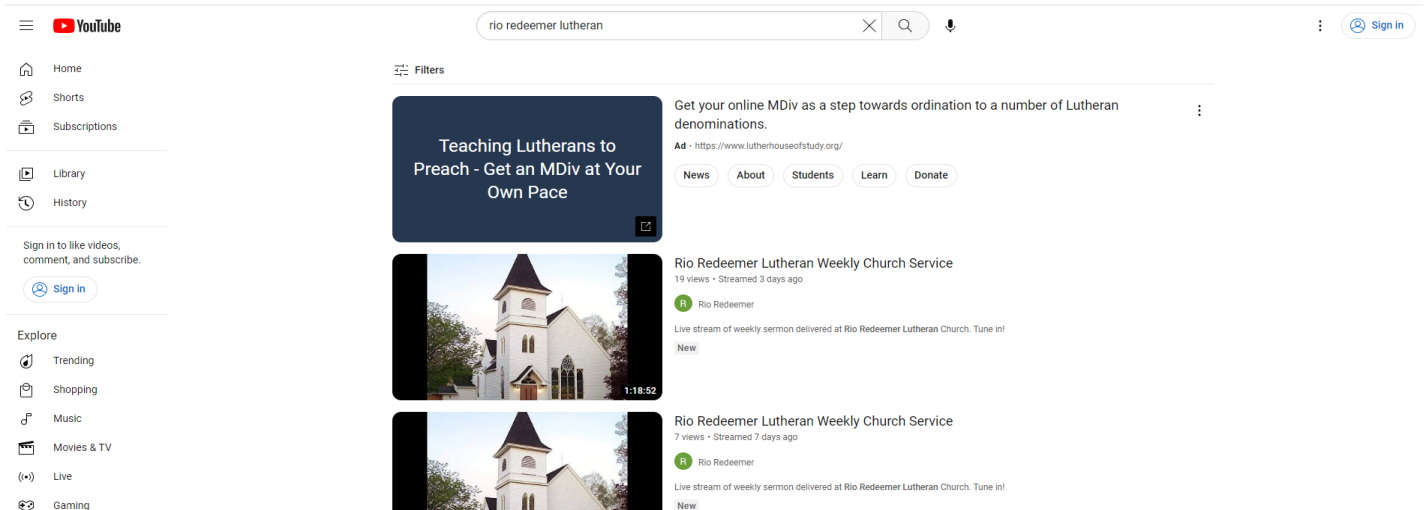 YouTube
rio redeemer lutheran
Sign in
Home
Shorts
Subscriptions
Library
History
Sign in to like videos,
comment, and subscribe.
Sign in
Explore
Trending
Shopping
Music
Movies & TV
Live
Gaming
Filters
Teaching Lutherans to
Preach - Get an MDiv at Your
Own Pace
Get your online MDiv as a step towards ordination to a number of Lutheran
denominations.
Ad · https://www.lutherhouseofstudy.org/
News About Students Learn Donate
1:18:52
Rio Redeemer Lutheran Weekly Church Service
19 views • Streamed 3 days ago
R Rio Redeemer
Live stream of weekly sermon delivered at Rio Redeemer Lutheran Church. Tune in!
New
Rio Redeemer Lutheran Weekly Church Service
7 views • Streamed 7 days ago
R Rio Redeemer
Live stream of weekly sermon delivered at Rio Redeemer Lutheran Church. Tune in!
New